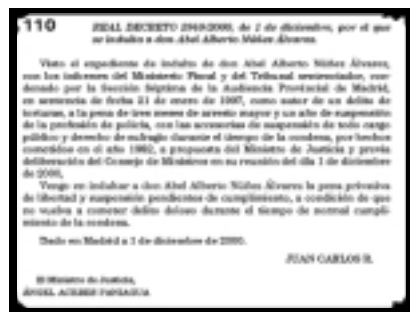 110 REAL DECRETO 1949/2000, de 1 de diciembre, por el que
se indulta a don Abel Alberto Núñez Álvarez.
Visto el expediente de indulto de don Abel Alberto Núñez Álvarez,
con los informes del Ministerio Fiscal y del Tribunal sentenciador, con-
denado por la Sección Séptima de la Audiencia Provincial de Madrid,
en sentencia de fecha 21 de enero de 1997, como autor de un delito de
torturas, a la pena de tres meses de arresto mayor y un año de suspensión
de la profesión de policía, con las accesorias de suspensión de todo cargo
público y derecho de sufragio durante el tiempo de la condena, por hechos
cometidos en el año 1982, a propuesta del Ministro de Justicia y previa
deliberación del Consejo de Ministros en su reunión del día 1 de diciembre
de 2000,
Vengo en indultar a don Abel Alberto Núñez Álvarez la pena privativa
de libertad y suspensión pendientes de cumplimiento, a condición de que
no vuelva a cometer delito doloso durante el tiempo de normal cumpli-
miento de la condena.
Dado en Madrid a 1 de diciembre de 2000.
JUAN CARLOS R.
El Ministro de Justicia,
ÁNGEL ACEBES PANIAGUA